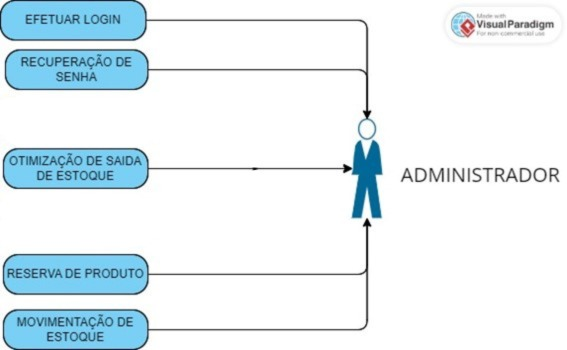 EFETUAR LOGIN
Made with
Visual Paradigm
For non-commercial use
RECUPERAÇÃO DE
SENHA
OTIMIZAÇÃO DE SAIDA
DE ESTOQUE
ADMINISTRADOR
RESERVA DE PRODUTO
MOVIMENTAÇÃO DE
ESTOQUE